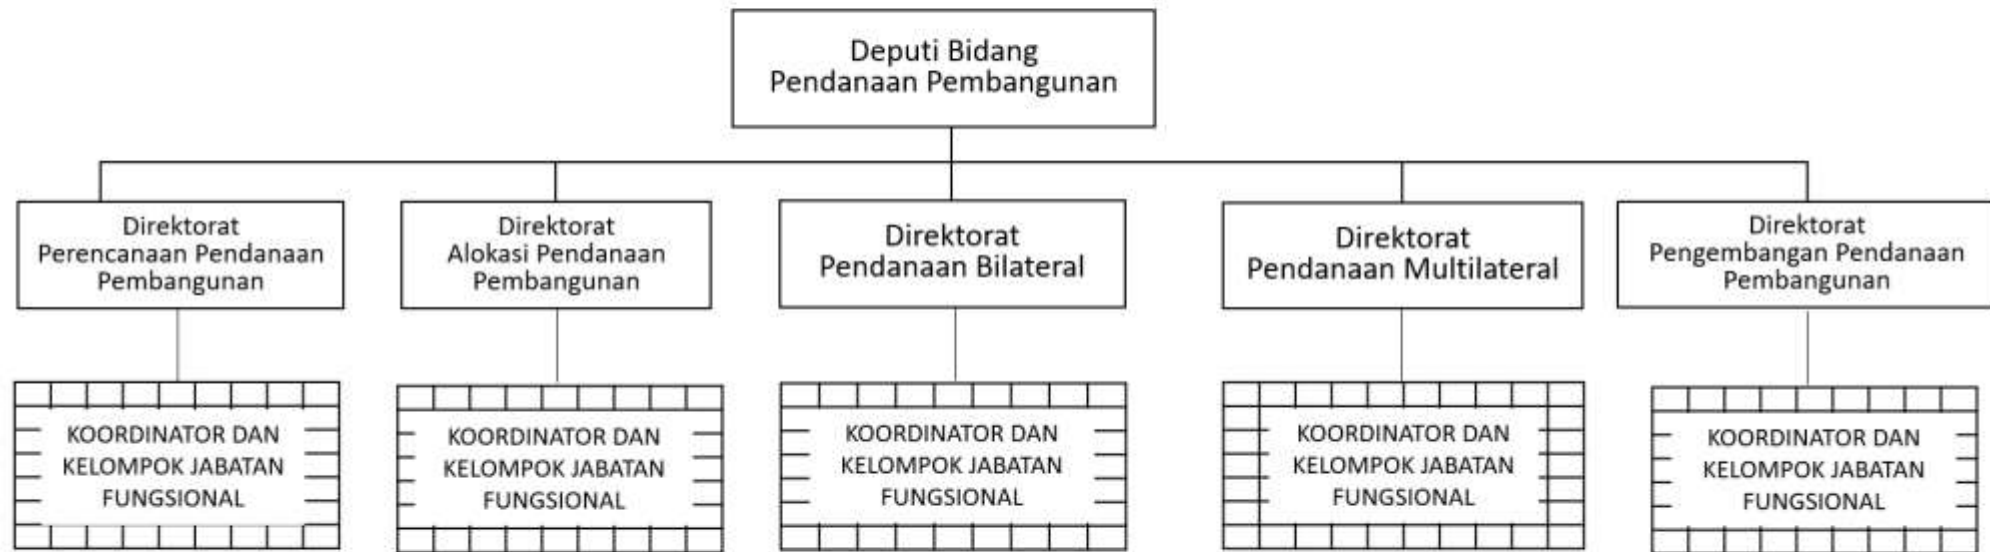 Deputi Bidang
Pendanaan Pembangunan
Direktorat
Perencanaan Pendanaan
Pembangunan
Direktorat
Alokasi Pendanaan
Pembangunan
Direktorat
Pendanaan Bilateral
Direktorat
Pendanaan Multilateral
Direktorat
Pengembangan Pendanaan
Pembangunan
KOORDINATOR DAN
KELOMPOK JABATAN
FUNGSIONAL
KOORDINATOR DAN
KELOMPOK JABATAN
FUNGSIONAL
KOORDINATOR DAN
KELOMPOK JABATAN
FUNGSIONAL
KOORDINATOR DAN
KELOMPOK JABATAN
FUNGSIONAL
KOORDINATOR DAN
KELOMPOK JABATAN
FUNGSIONAL